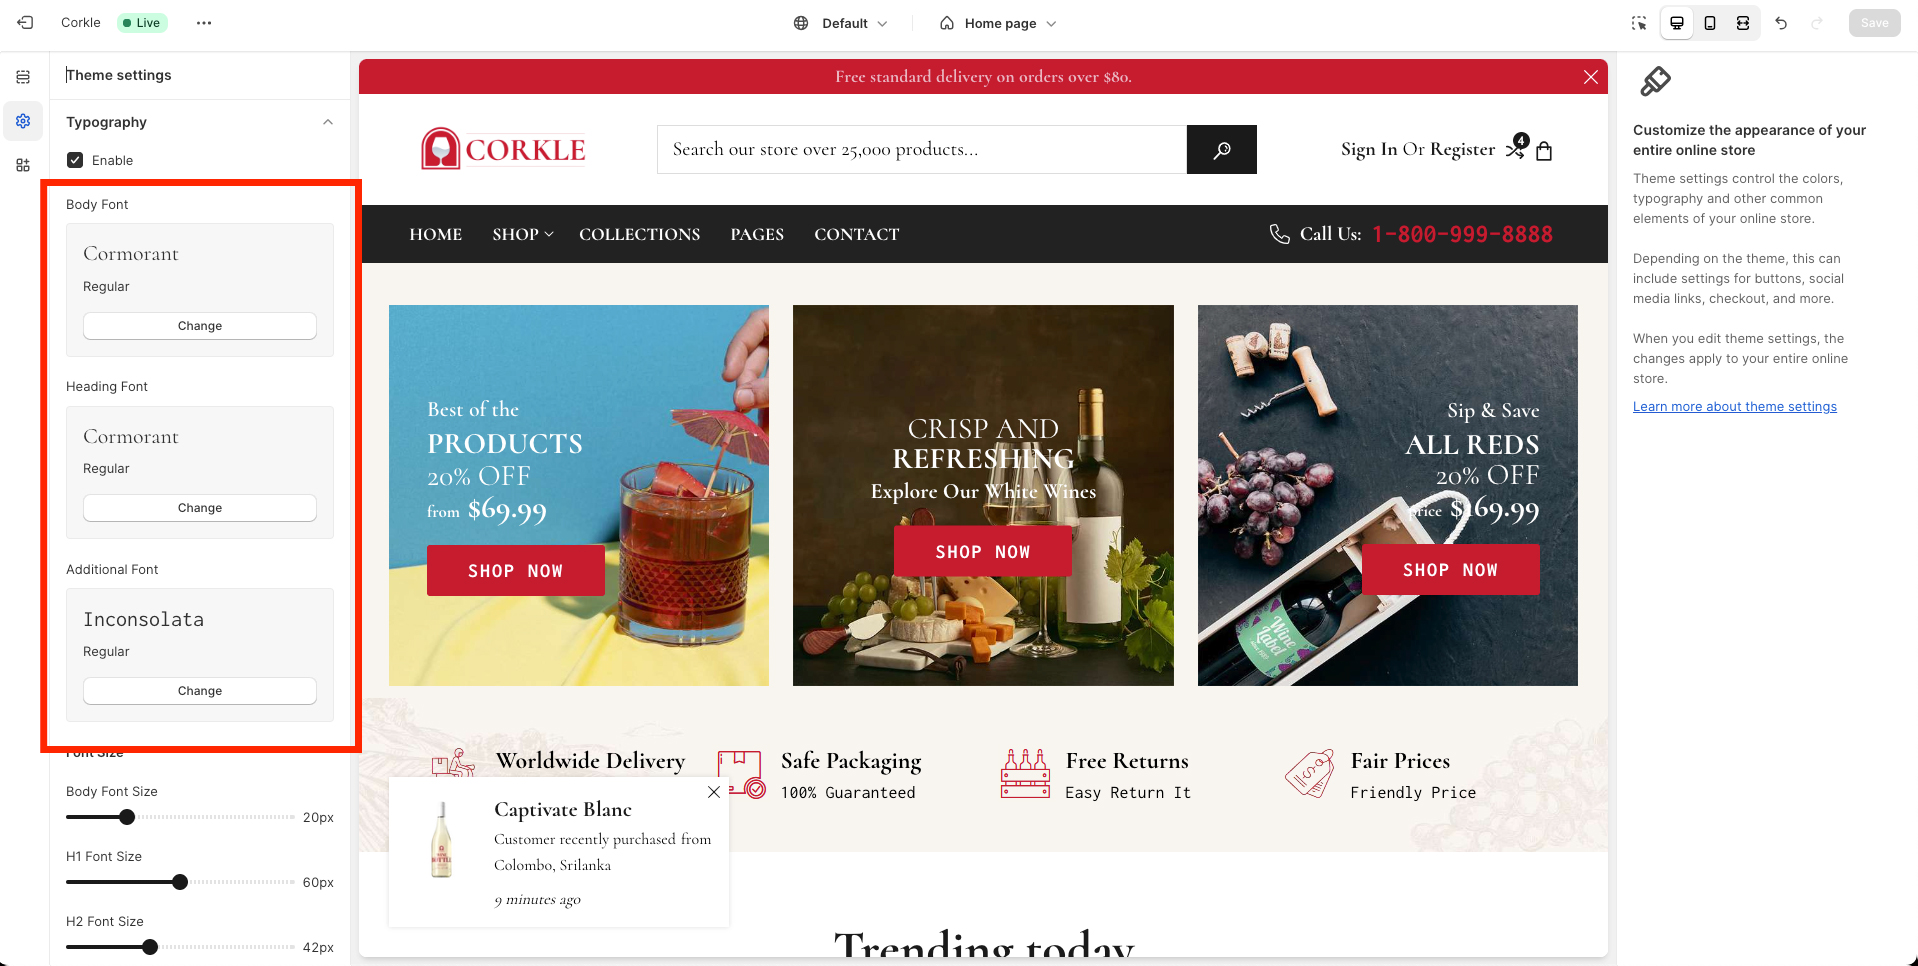 Corkle
Live
Default
Home page
Save
Theme settings
Typography
Enable
Body Font
Cormorant
Regular
Change
Heading Font
Cormorant
Regular
Change
Additional Font
Inconsolata
Regular
Change
Font Size
Body Font Size
20px
H1 Font Size
60px
H2 Font Size
42px
Free standard delivery on orders over $80.
CORKLE
Search our store over 25,000 products...
Sign In Or Register
4
HOME
SHOP
COLLECTIONS
PAGES
CONTACT
Call Us: 1-800-999-8888
Best of the
PRODUCTS
20% OFF
from $69.99
SHOP NOW
CRISP AND
REFRESHING
Explore Our White Wines
SHOP NOW
Sip & Save
ALL REDS
20% OFF
price $169.99
SHOP NOW
Wine
Label
Worldwide Delivery
Safe Packaging
100% Guaranteed
Free Returns
Easy Return It
Fair Prices
Friendly Price
Captivate Blanc
Customer recently purchased from
Colombo, Srilanka
9 minutes ago
Trending today
Customize the appearance of your
entire online store
Theme settings control the colors,
typography and other common
elements of your online store.
Depending on the theme, this can
include settings for buttons, social
media links, checkout, and more.
When you edit theme settings, the
changes apply to your entire online
store.
Learn more about theme settings